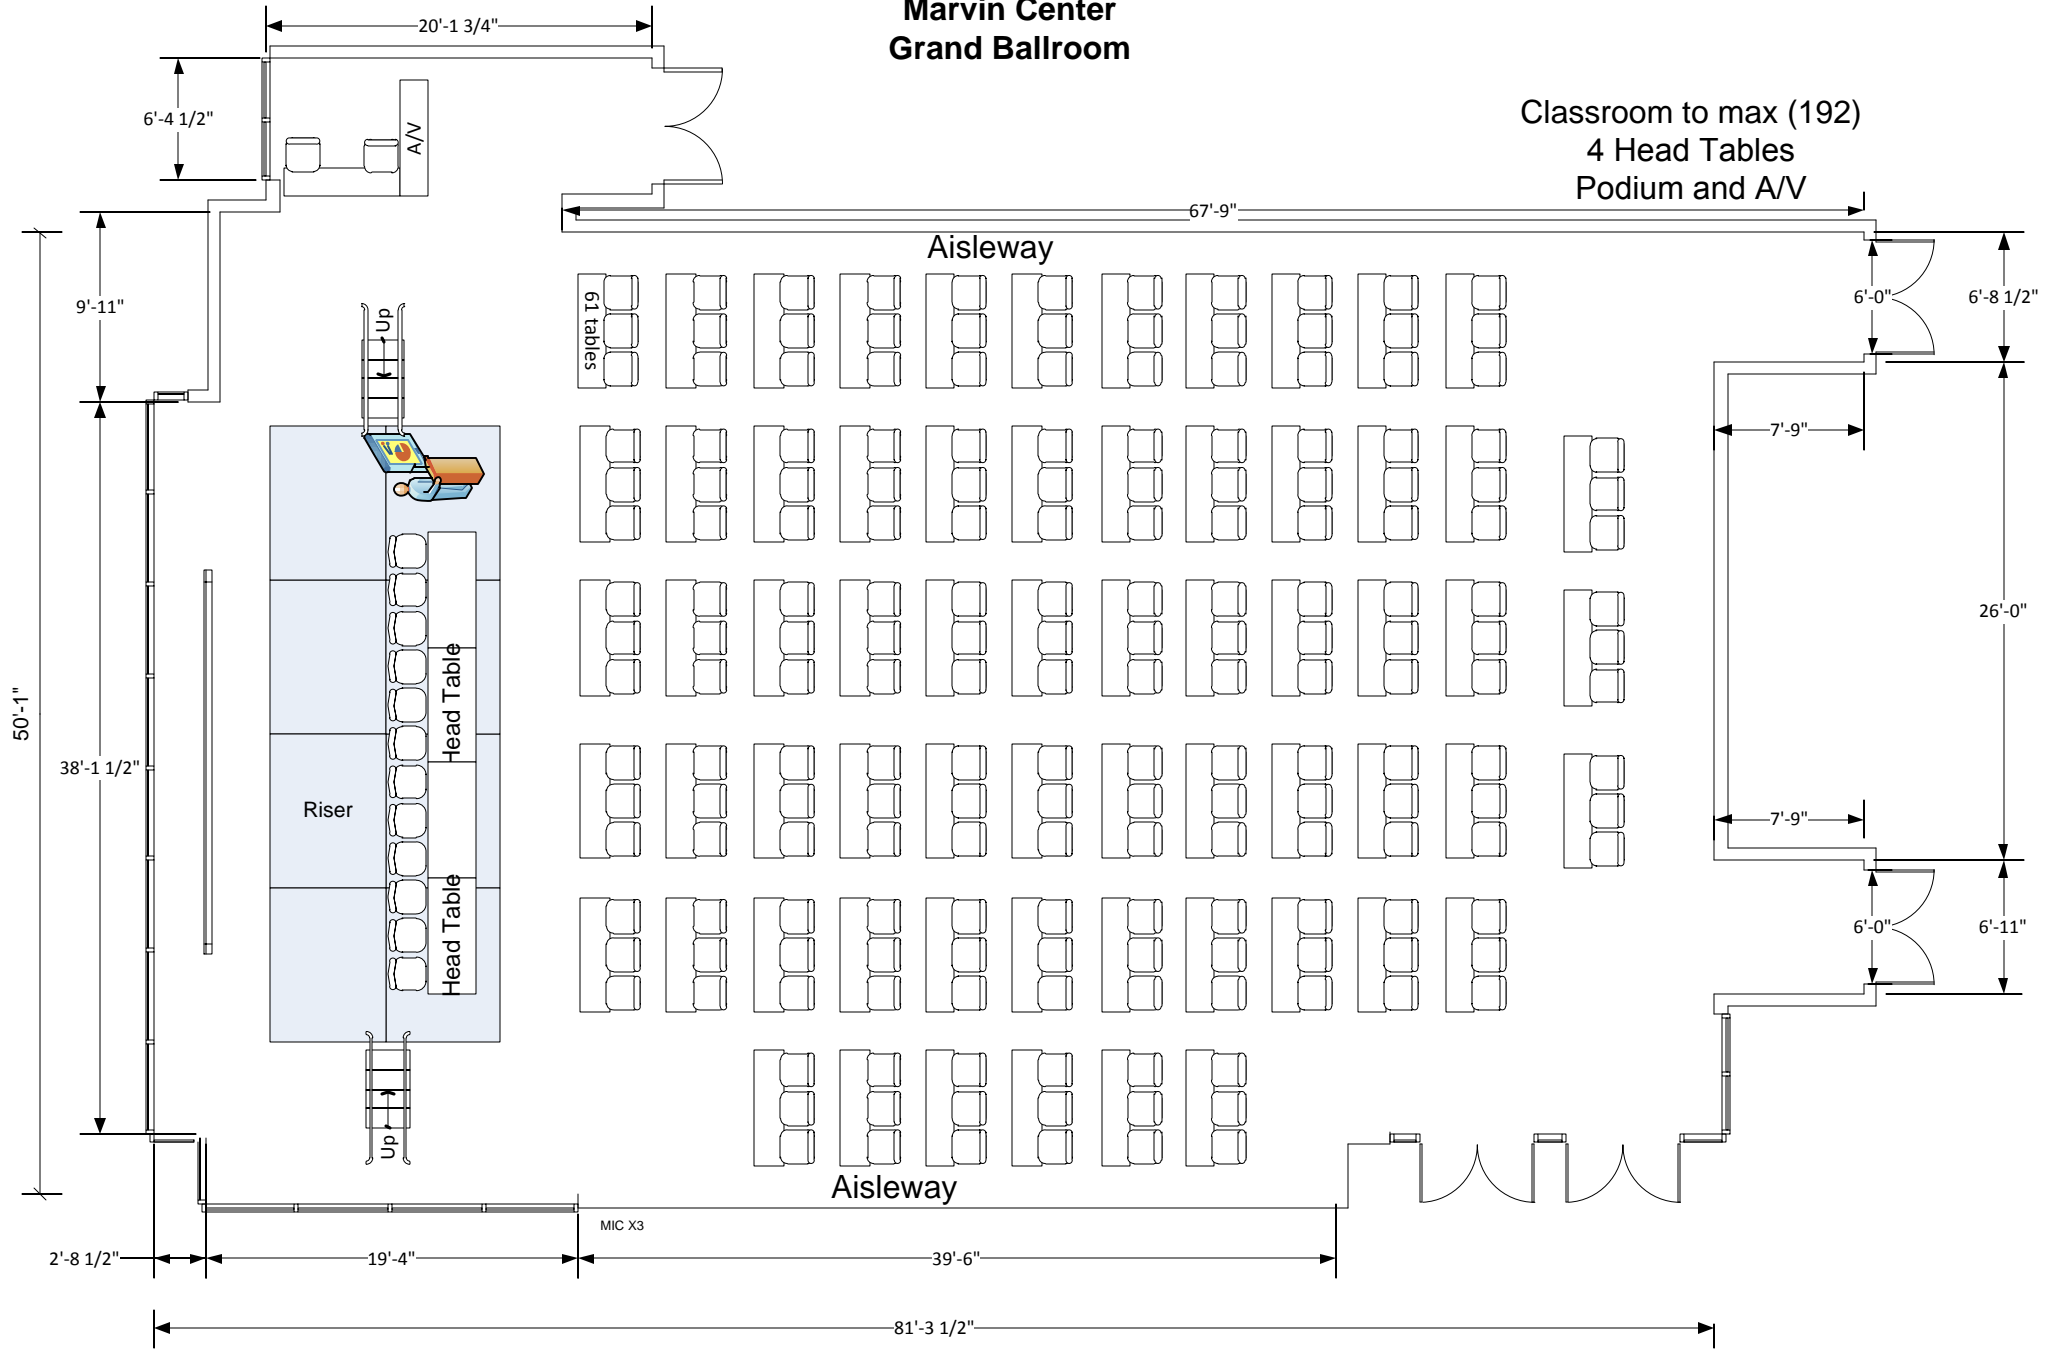 Marvin Center
Grand Ballroom
20'-1 3/4"
6'-4 1/2"
A/V
Classroom to max (192)
4 Head Tables
Podium and A/V
67'-9"
Aisleway
9'-11"
Up
61 tables
6'-0"
6'-8 1/2"
7'-9"
26'-0"
Head Table
50'-1"
38'-1 1/2"
Riser
7'-9"
Head Table
6'-0"
6'-11"
Up
Aisleway
MIC X3
2'-8 1/2"
19'-4"
39'-6"
81'-3 1/2"